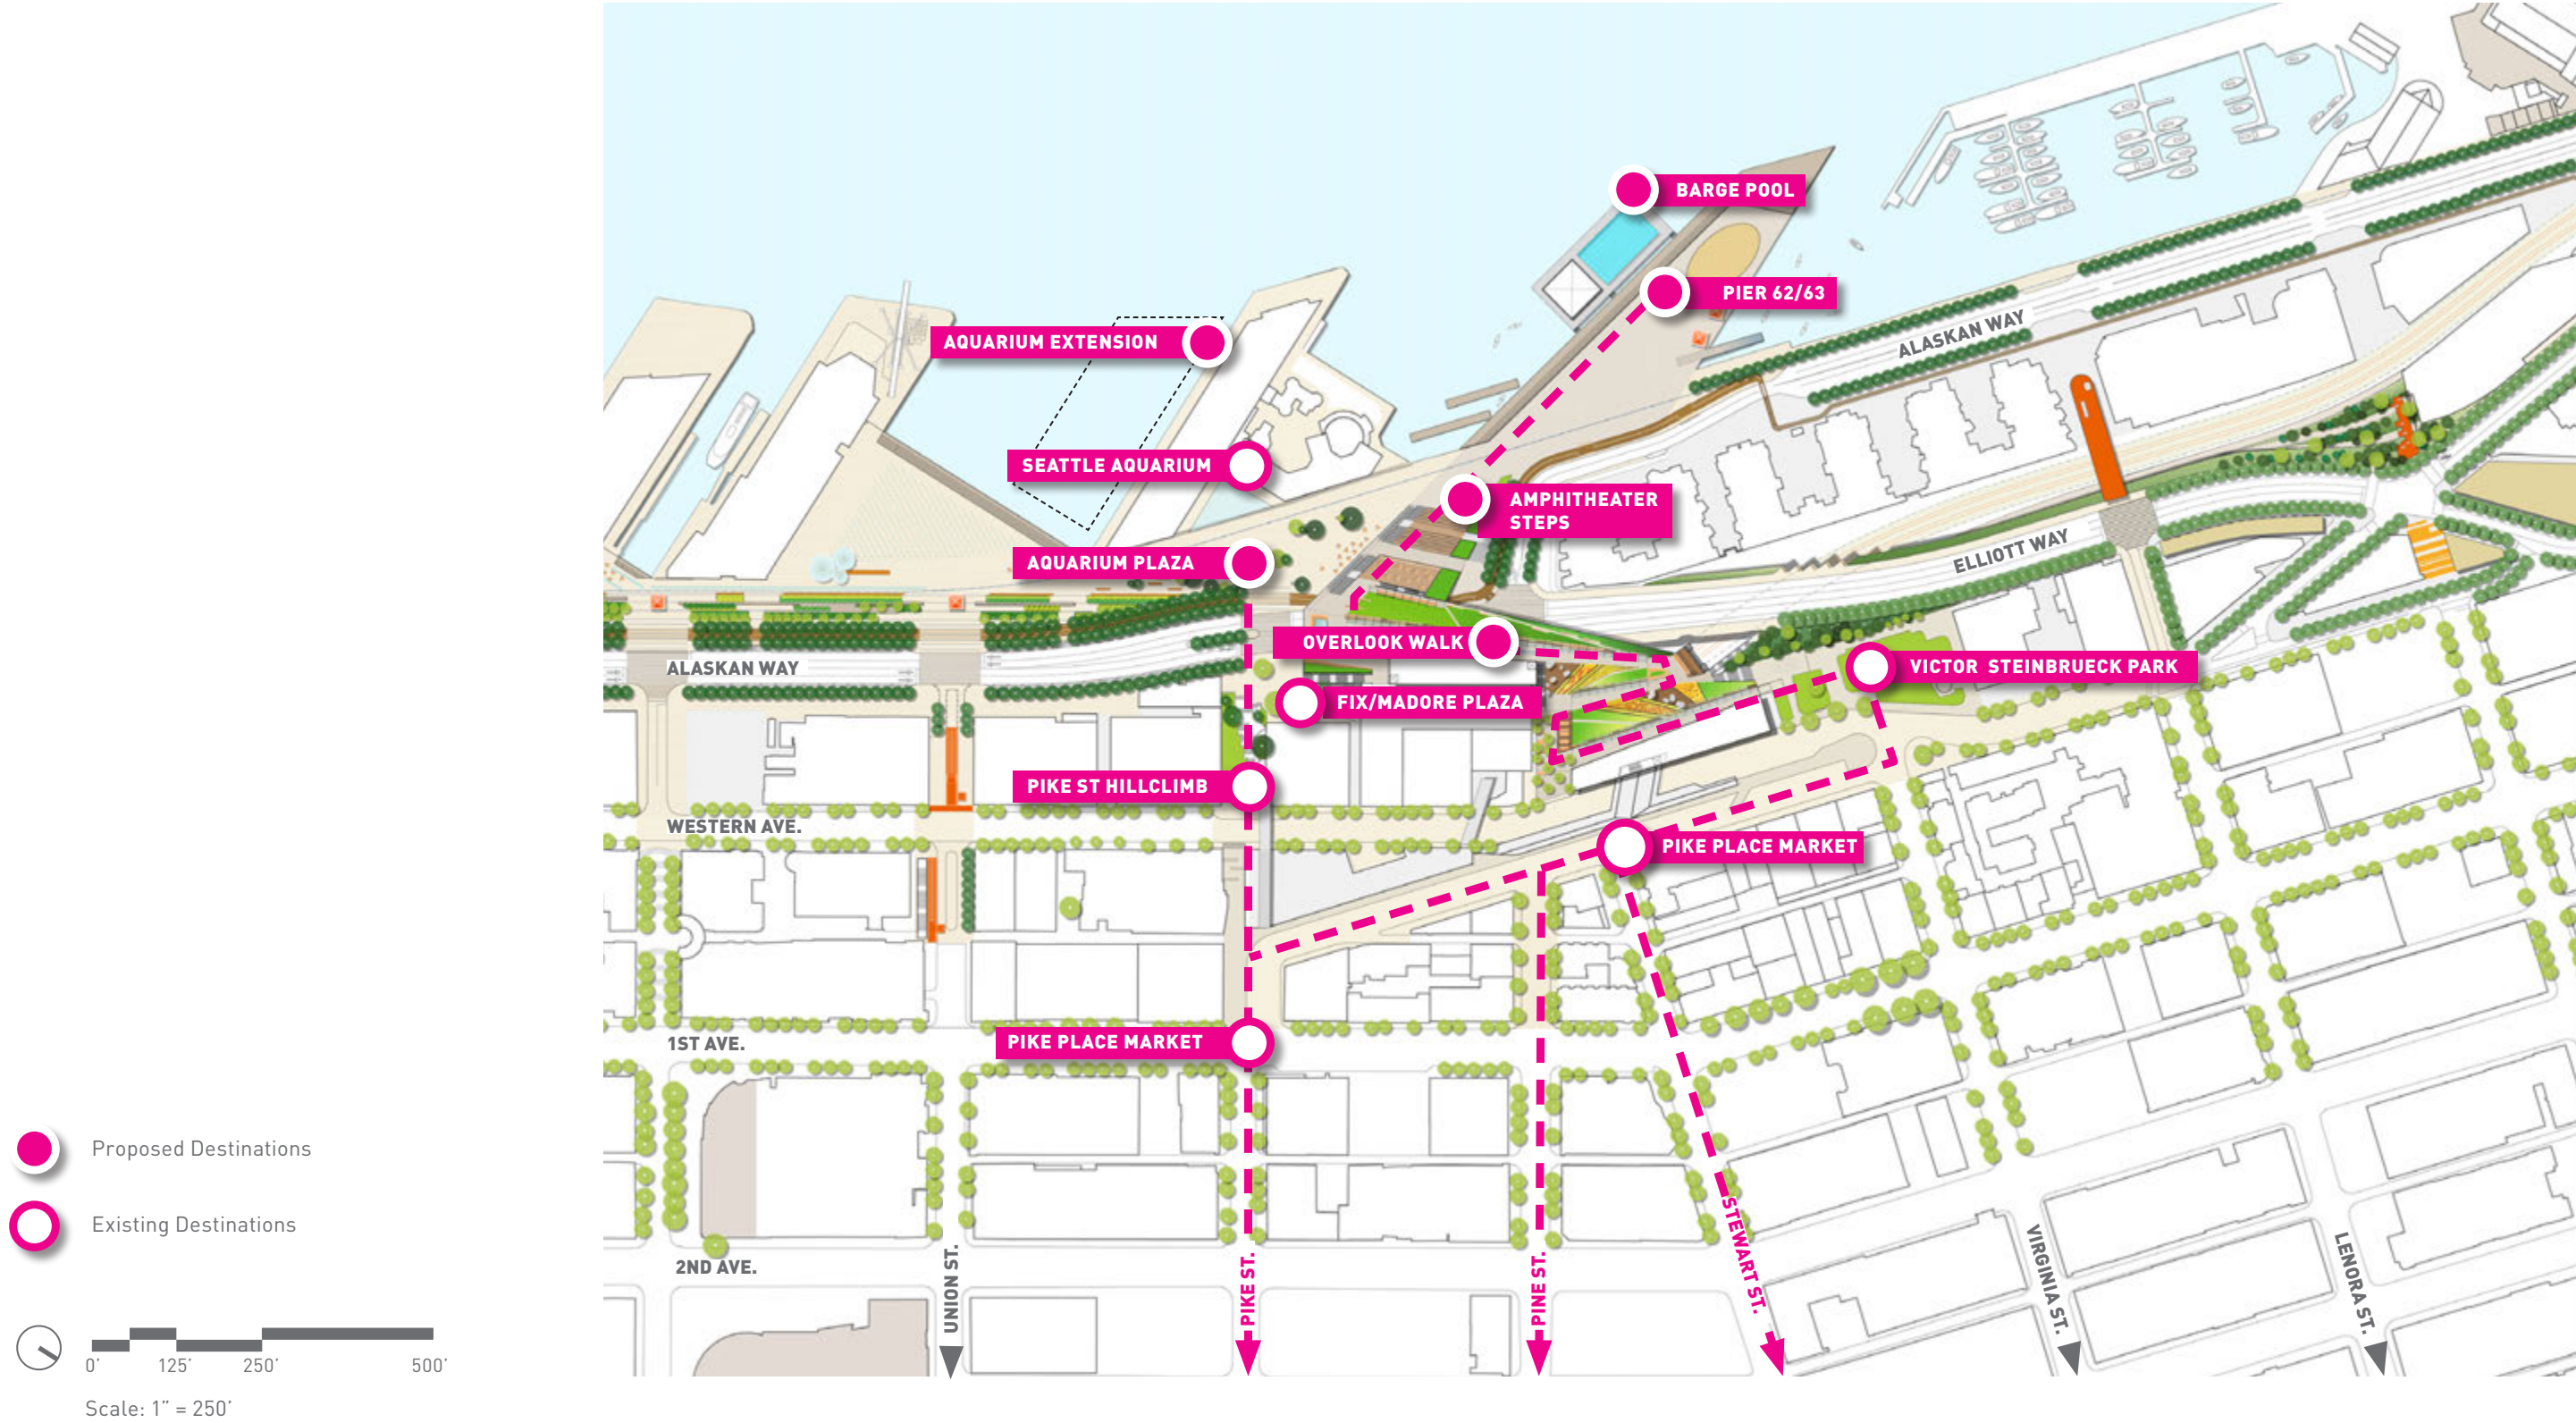 BARGE POOL
PIER 62/63
ALASKAN WAY
AQUARIUM EXTENSION
SEATTLE AQUARIUM
AMPHITHEATER
STEPS
ELLIOTT WAY
AQUARIUM PLAZA
OVERLOOK WALK
ALASKAN WAY
VICTOR STEINBRUECK PARK
FIX/MADORE PLAZA
PIKE ST HILLCLIMB
WESTERN AVE.
PIKE PLACE MARKET
1ST AVE.
PIKE PLACE MARKET
Proposed Destinations
Existing Destinations
2ND AVE.
UNION ST.
PIKE ST.
PINE ST.
STEWART ST.
VIRGINIA ST.
LENORA ST.
0’ 125’ 250’ 500’
Scale: 1” = 250’